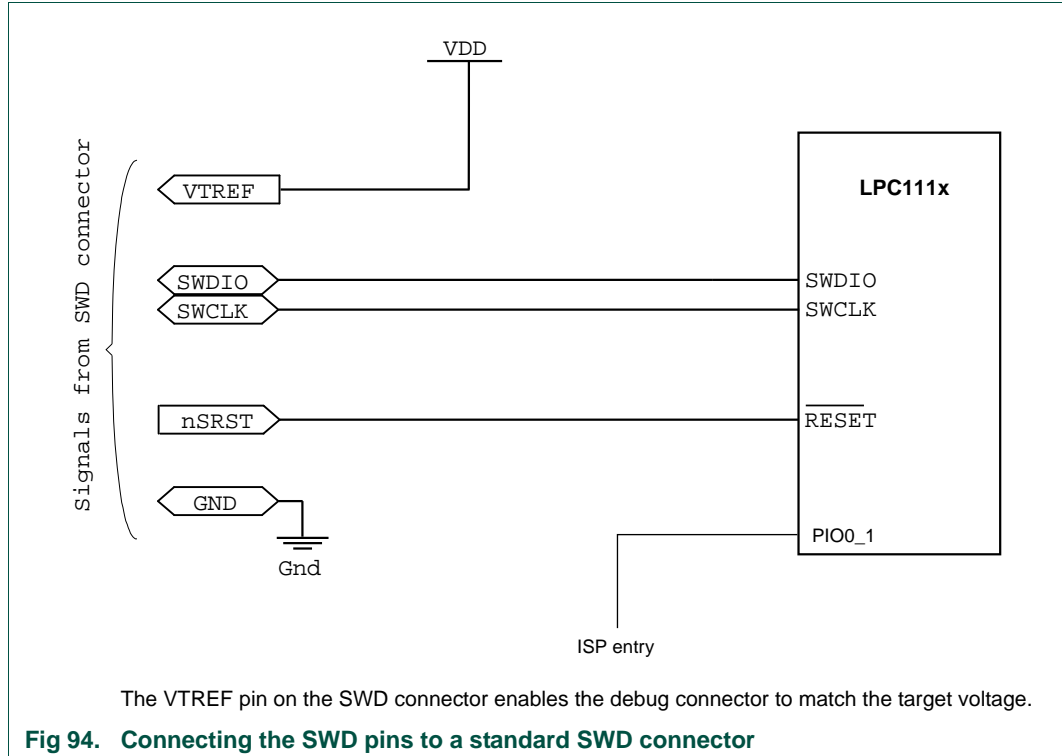 VDD
Signals from SWD connector
VTREF
LPC111x
SWDIO
SWDIO
SWCLK
SWCLK
nSRST
RESET
GND
Gnd
PIO0_1
ISP entry
The VTREF pin on the SWD connector enables the debug connector to match the target voltage.
Fig 94. Connecting the SWD pins to a standard SWD connector